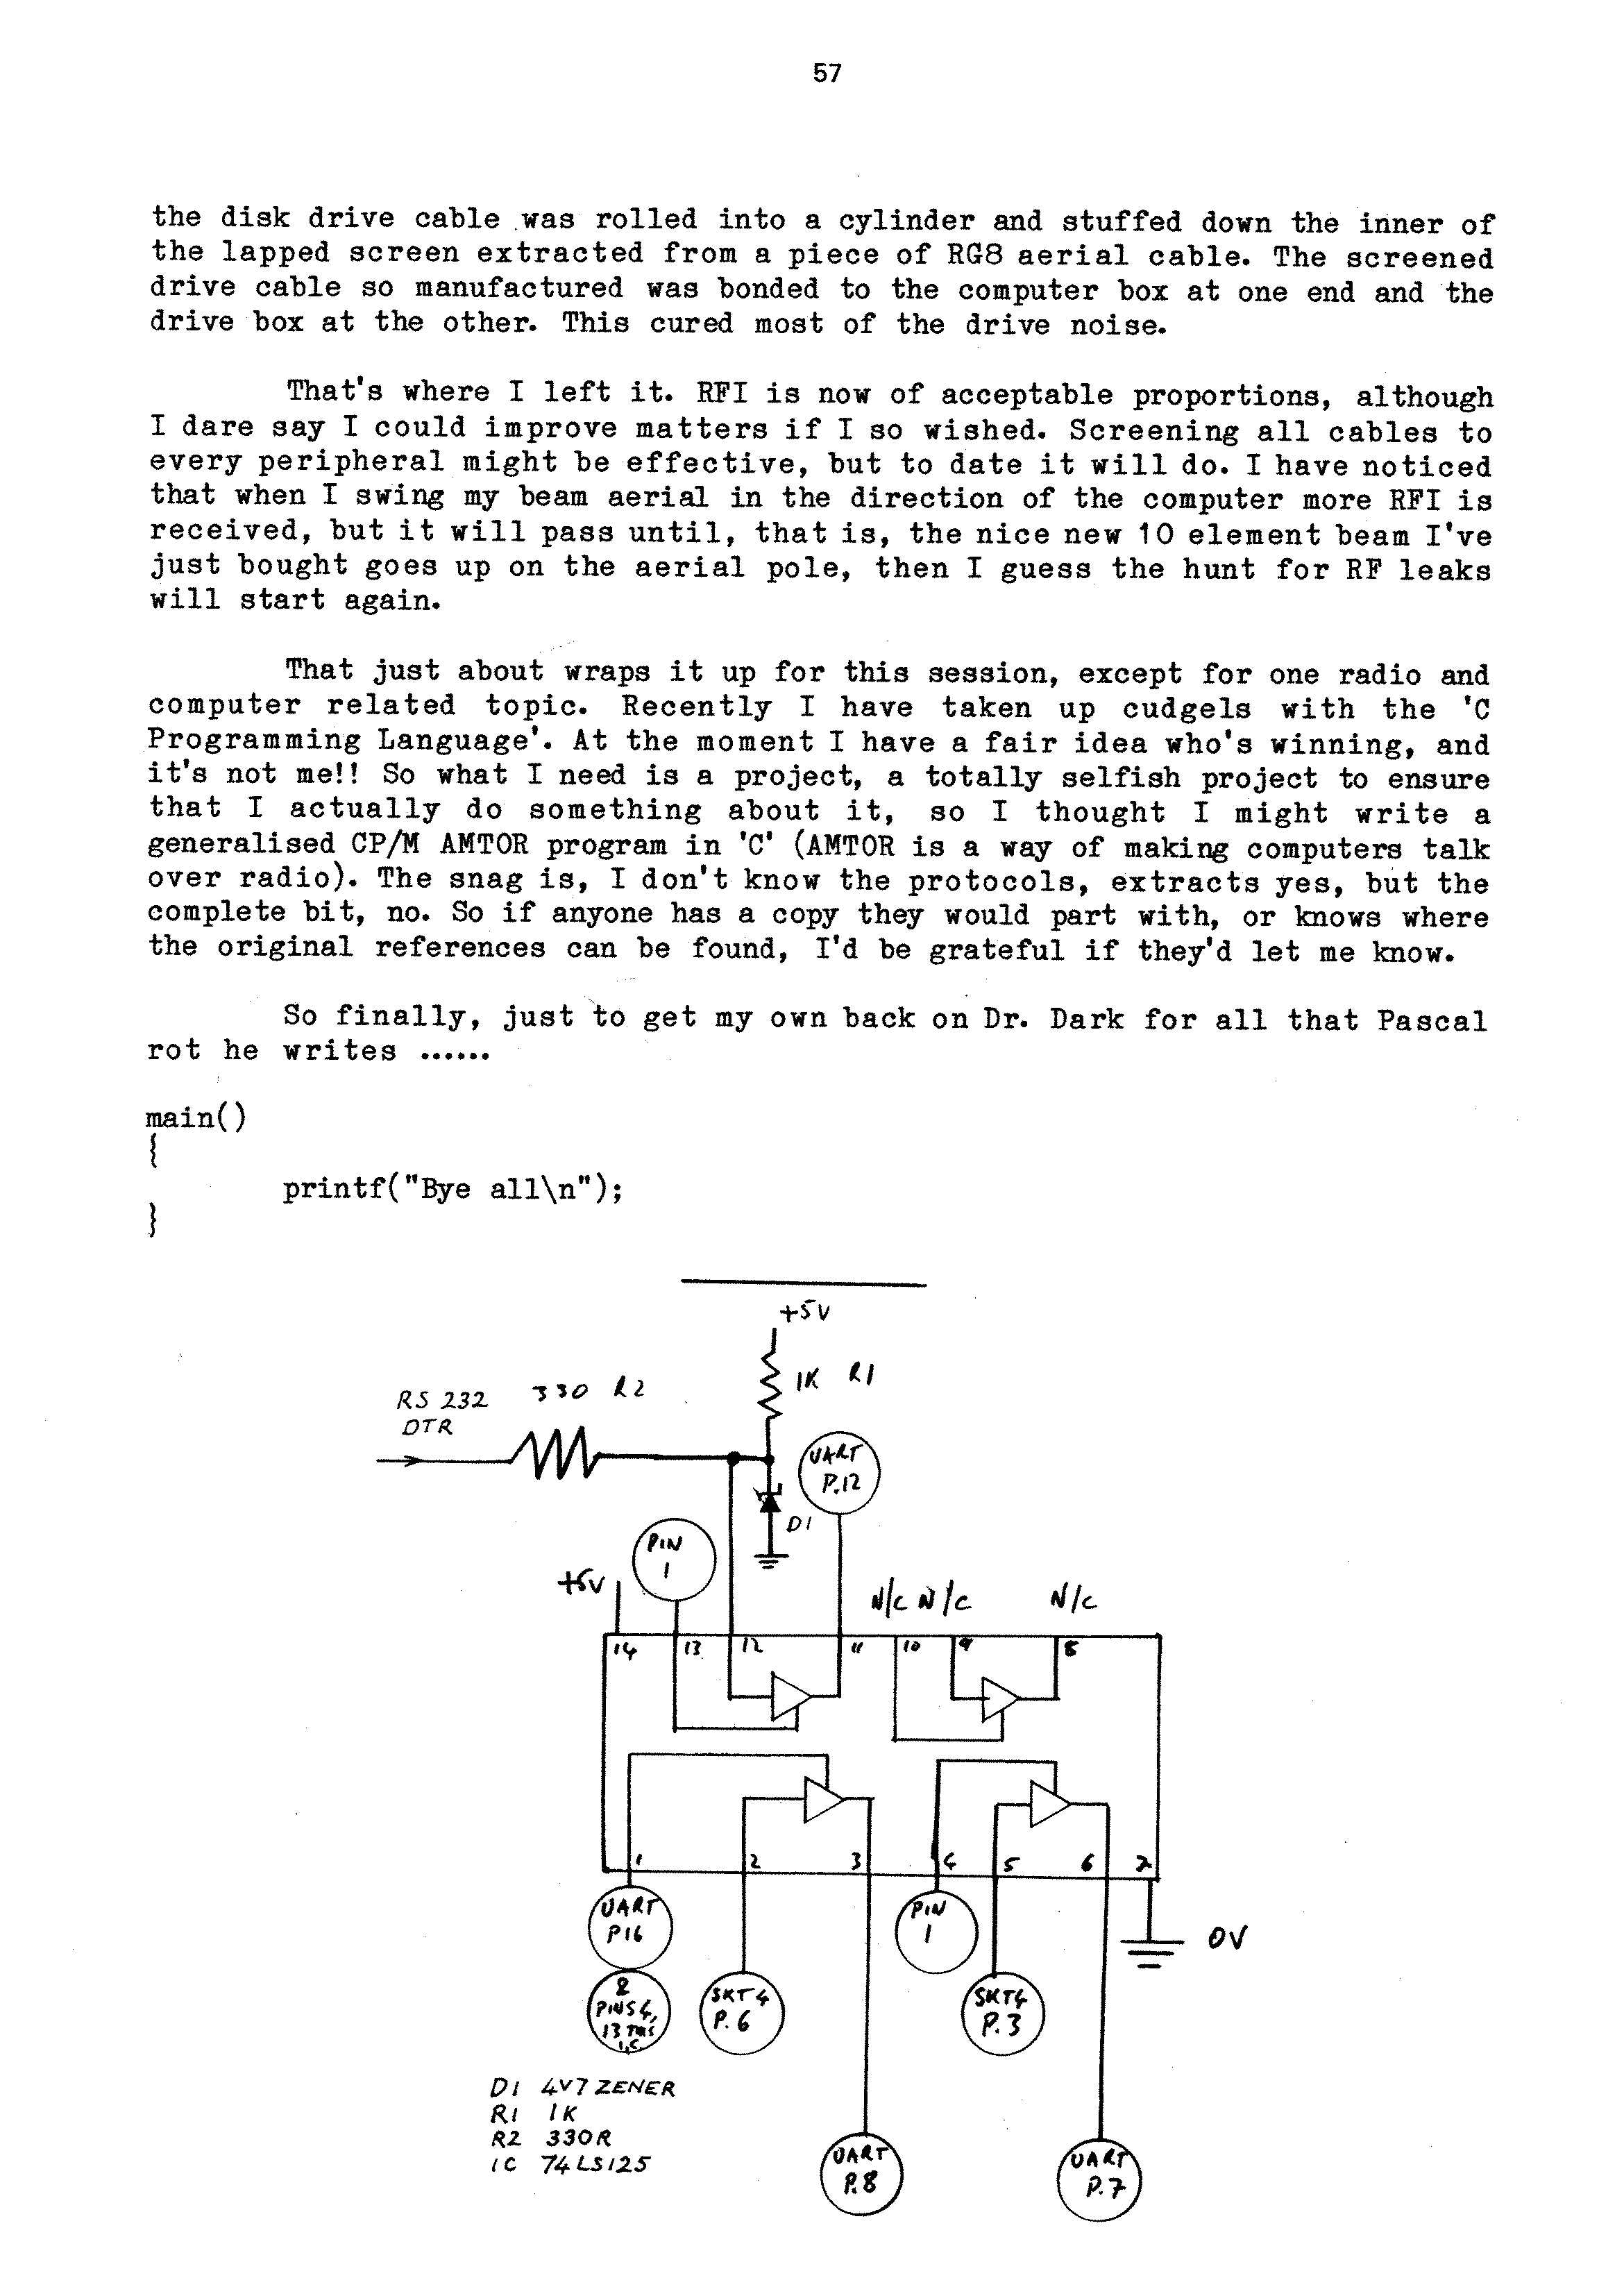 57
the disk drive cable was rolled into a cylinder and stuffed down the inner of
the lapped screen extracted from a piece of RG8 aerial cable. The screened
drive cable so manufactured was bonded to the computer box at one end and the
drive box at the other. This cured most of the drive noise.
That's where I left it. RFI is now of acceptable proportions, although
I dare say I could improve matters if I so wished. Screening all cables to
every peripheral might be effective, but to date it will do. I have noticed
that when I swing my beam aerial in the direction of the computer more RFI is
received, but it will pass until, that is, the nice new 10 element beam I've
just bought goes up on the aerial pole, then I guess the hunt for RF leaks
will start again.
That just about wraps it up for this session, except for one radio and
computer related topic. Recently I have taken up cudgels with the 'C
Programming Language'. At the moment I have a fair idea who's winning, and
it's not me!! So what I need is a project, a totally selfish project to ensure
that I actually do something about it, so I thought I might write a
generalised CP/M AMTOR program in 'C' (AMTOR is a way of making computers talk
over radio). The snag is, I don't know the protocols, extracts yes, but the
complete bit, no. So if anyone has a copy they would part with, or knows where
the original references can be found, I'd be grateful if they'd let me know.
So finally, just to get my own back on Dr. Dark for all that Pascal
rot he writes ......
main()
{
printf("Bye all\n");
}
+5V
1K R1
330 R2
RS 232
DTR
UART
P.12
D1
PIN
1
+5V
N/C N/C N/C
14 13 12 11 10 9 8
1 2 3 4 5 6 7
UART
P16
&
PINS 4,
13 THIS
I.C.
SKT 4
P.6
PIN
1
SKT4
P.3
0V
D1 4V7 ZENER
R1 1K
R2 330R
IC 74LS125
UART
P.8
UART
P.7